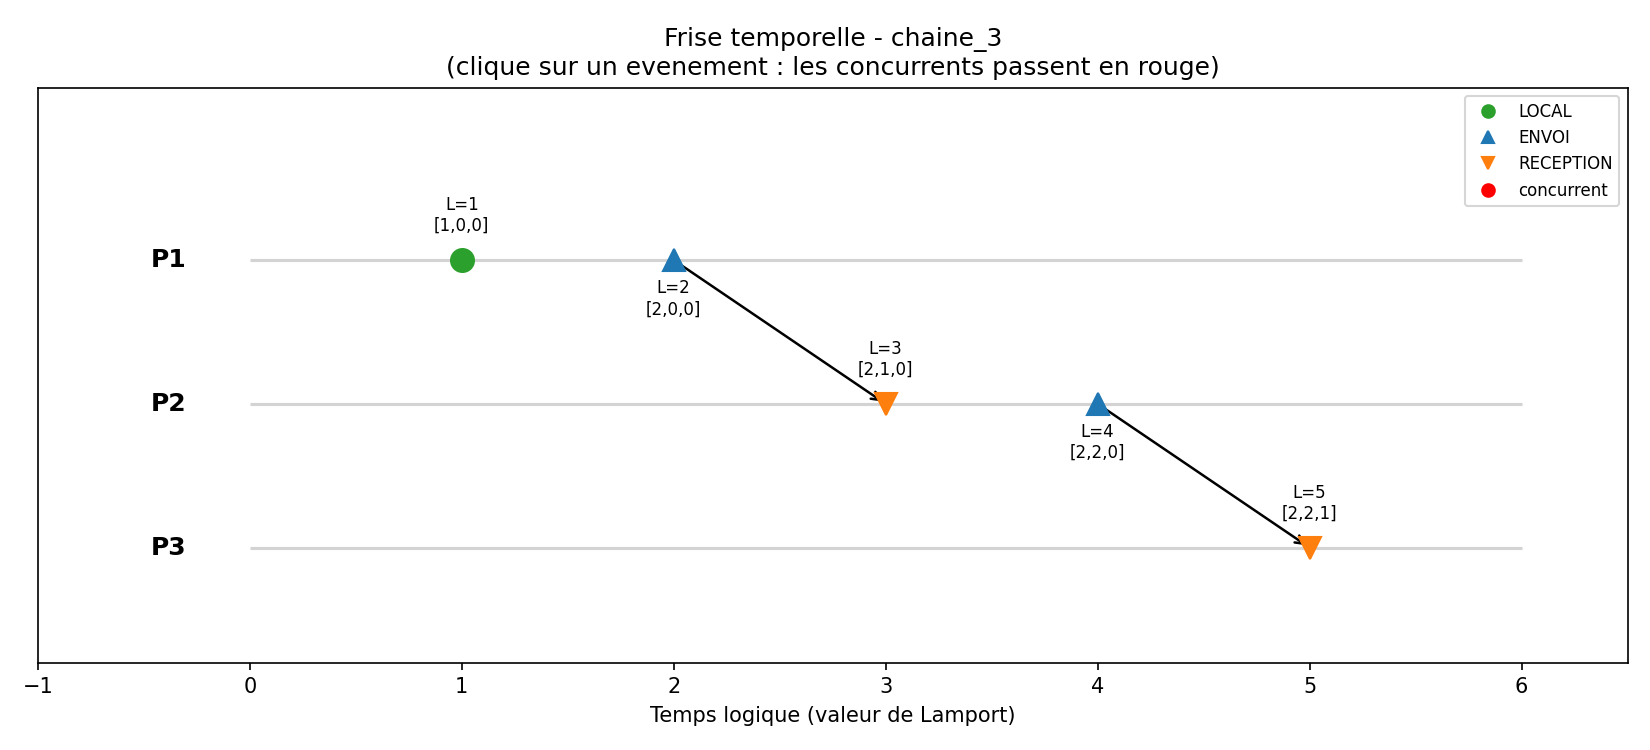 Frise temporelle - chaine_3
(clique sur un evenement : les concurrents passent en rouge)
LOCAL
ENVOI
RECEPTION
concurrent
L=1
[1,0,0]
P1
L=2
[2,0,0]
L=3
[2,1,0]
P2
L=4
[2,2,0]
L=5
[2,2,1]
P3
−1
0
1
2
3
4
5
6
Temps logique (valeur de Lamport)